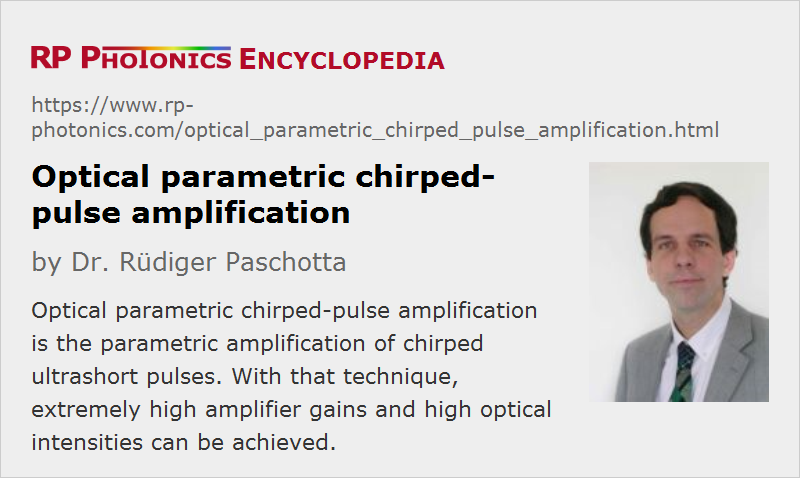 RP PHOTONICS ENCYCLOPEDIA
https://www.rp-
photonics.com/optical_parametric_chirped_pulse_amplification.html
Optical parametric chirped-
pulse amplification
by Dr. Rüdiger Paschotta
Optical parametric chirped-pulse amplification
is the parametric amplification of chirped
ultrashort pulses. With that technique,
extremely high amplifier gains and high optical
intensities can be achieved.